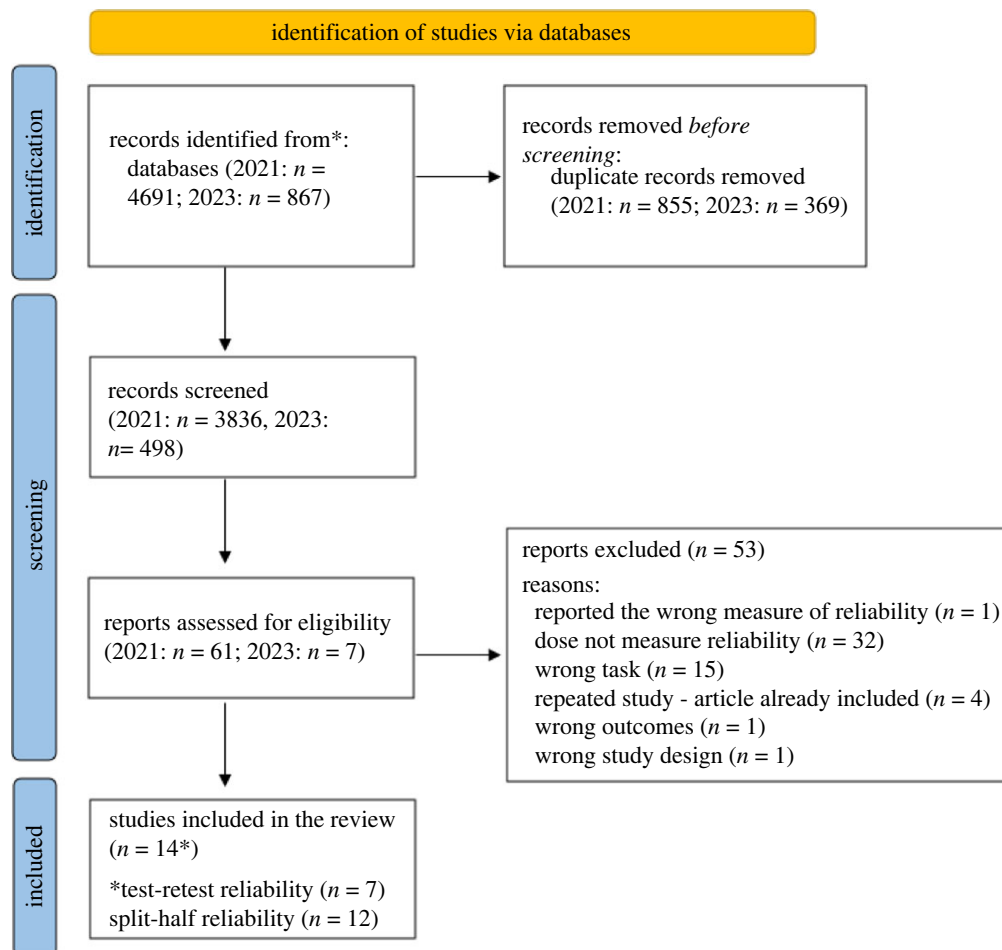 identification of studies via databases
identification
records identified from*:
databases (2021: n =
4691; 2023: n = 867)
records removed before
screening:
duplicate records removed
(2021: n = 855; 2023: n = 369)
screening
records screened
(2021: n = 3836, 2023:
n= 498)
reports assessed for eligibility
(2021: n = 61; 2023: n = 7)
reports excluded (n = 53)
reasons:
reported the wrong measure of reliability (n = 1)
dose not measure reliability (n = 32)
wrong task (n = 15)
repeated study - article already included (n = 4)
wrong outcomes (n = 1)
wrong study design (n = 1)
included
studies included in the review
(n = 14*)
*test-retest reliability (n = 7)
split-half reliability (n = 12)